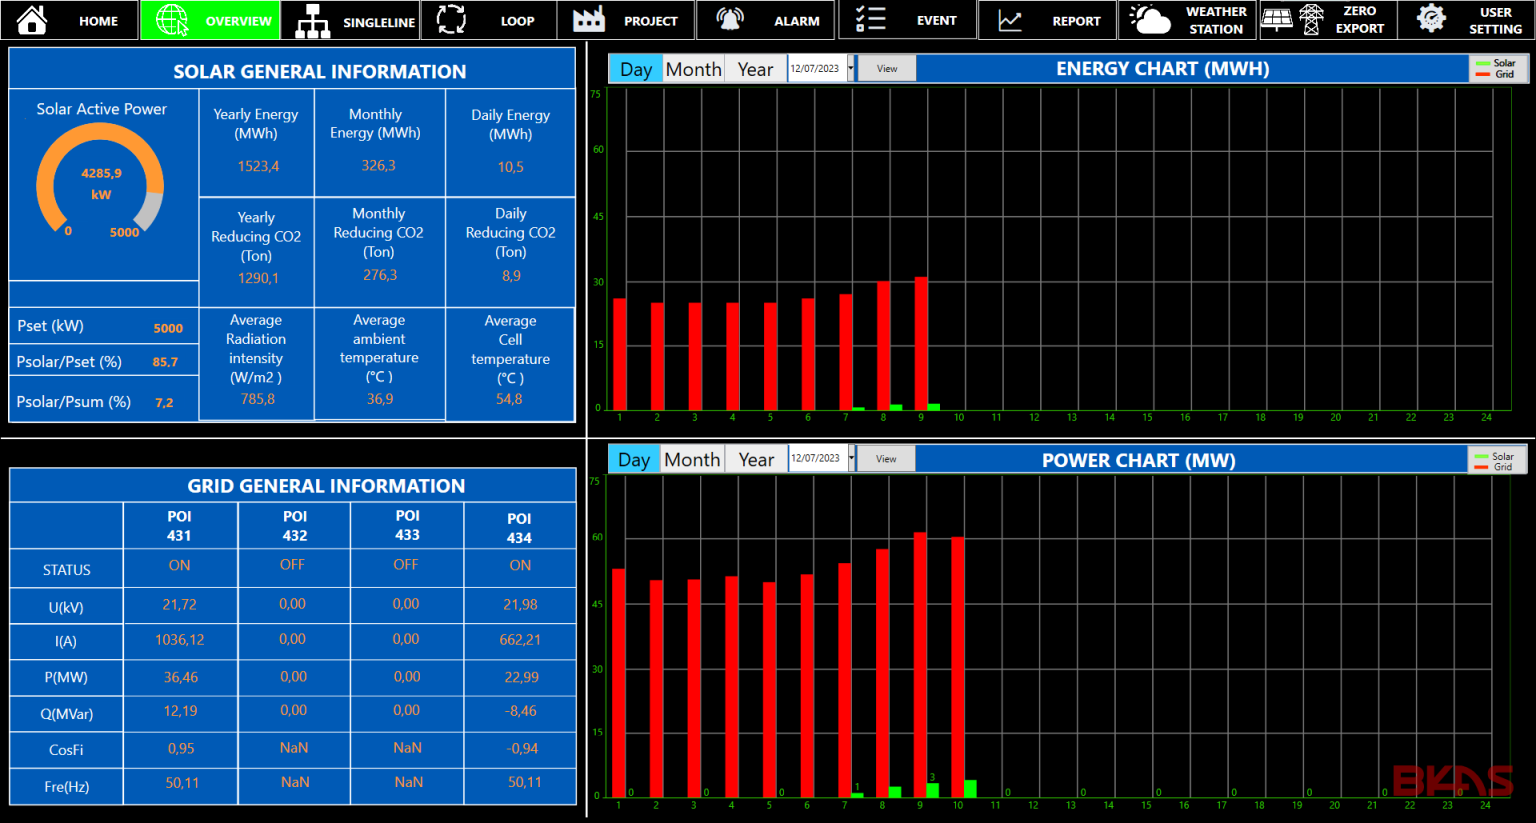 HOME
OVERVIEW
SINGLELINE
LOOP
PROJECT
ALARM
EVENT
REPORT
WEATHER
STATION
ZERO
EXPORT
USER
SETTING
SOLAR GENERAL INFORMATION
Solar Active Power
4285,9
kW
0
5000
Yearly Energy
(MWh)
1523,4
Monthly
Energy (MWh)
326,3
Daily Energy
(MWh)
10,5
Yearly
Reducing CO2
(Ton)
1290,1
Monthly
Reducing CO2
(Ton)
276,3
Daily
Reducing CO2
(Ton)
8,9
Pset (kW) 5000
Psolar/Pset (%) 85.7
Psolar/Psum (%) 7,2
Average
Radiation
intensity
(W/m2 )
785,8
Average
ambient
temperature
(°C )
36,9
Average
Cell
temperature
(°C )
54,8
Day Month Year 12/07/2023 View ENERGY CHART (MWH)
Solar
Grid
75
60
45
30
15
0
1 2 3 4 5 6 7 8 9 10 11 12 13 14 15 16 17 18 19 20 21 22 23 24
GRID GENERAL INFORMATION
POI
431
POI
432
POI
433
POI
434
STATUS ON OFF OFF ON
U(kV) 21,72 0,00 0,00 21,98
I(A) 1036,12 0,00 0,00 662,21
P(MW) 36,46 0,00 0,00 22,99
Q(MVar) 12,19 0,00 0,00 -8,46
CosFi 0,95 NaN NaN -0,94
Fre(Hz) 50,11 NaN NaN 50,11
Day Month Year 12/07/2023 View POWER CHART (MW)
Solar
Grid
75
60
45
30
15
0
0 0 0 1 3 0 0 0 0 0 0 0
1 2 3 4 5 6 7 8 9 10 11 12 13 14 15 16 17 18 19 20 21 22 23 24
BKAS